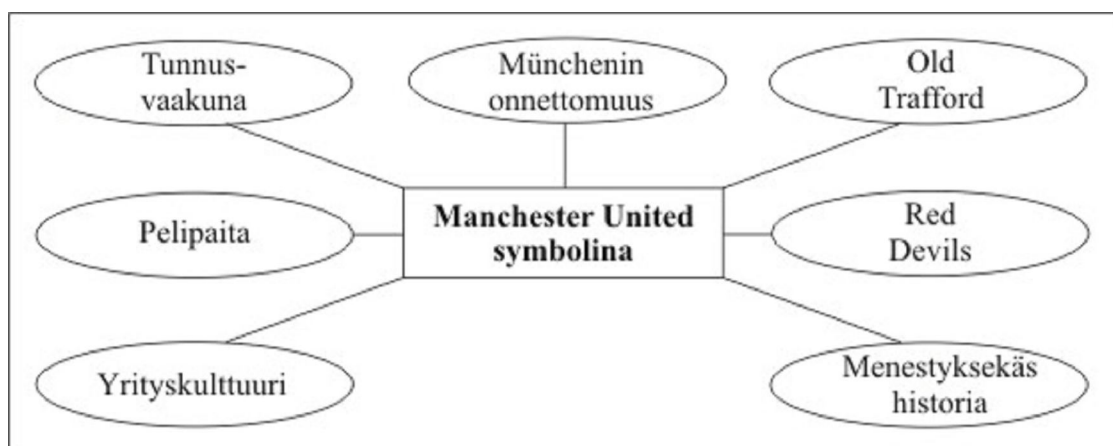 Tunnus-
vaakuna
Münchenin
onnettomuus
Old
Trafford
Pelipaita
Manchester United
symbolina
Red
Devils
Yrityskulttuuri
Menestyksekäs
historia